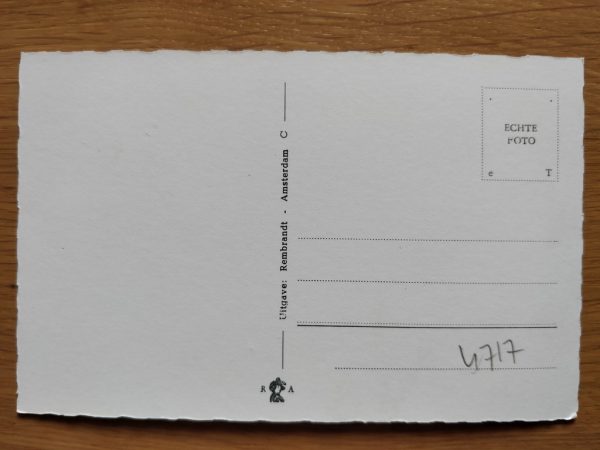 Uitgave: Rembrandt - Amsterdam C
R A
ECHTE
FOTO
e T
4717